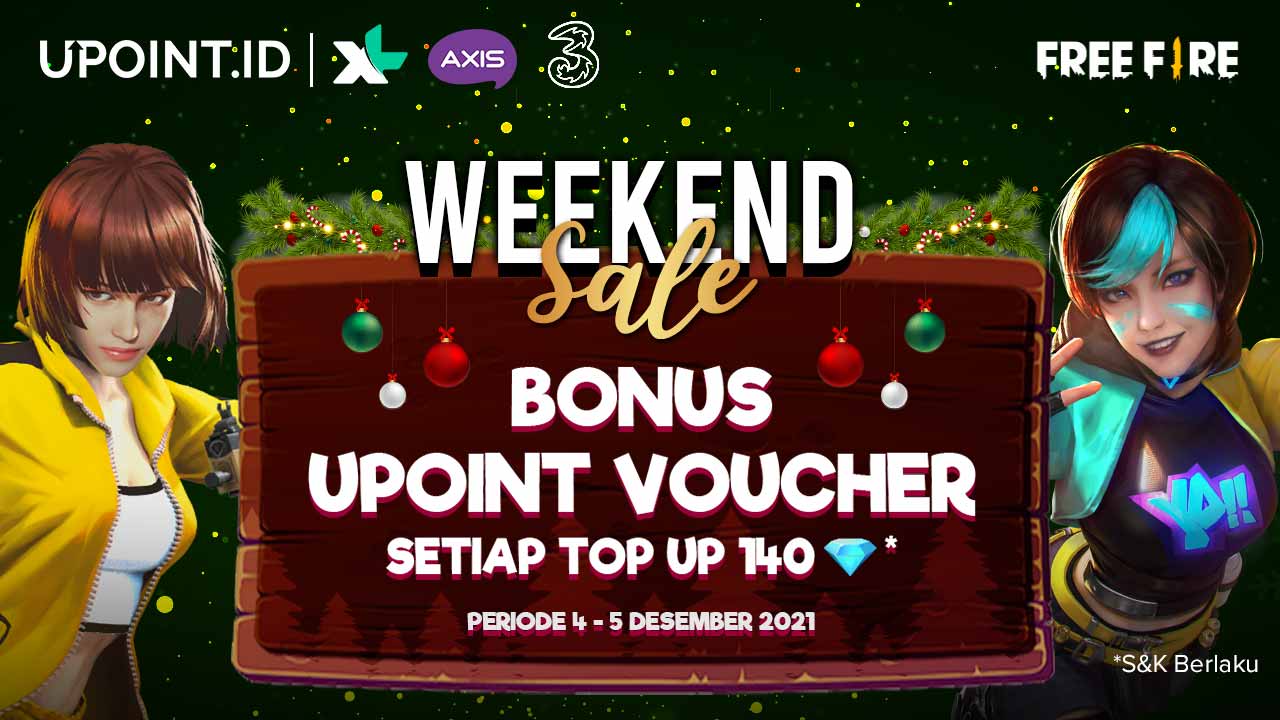 UPOINT.ID | XL AXIS 3
FREE FIRE
WEEKEND
Sale
BONUS
UPOINT VOUCHER
SETIAP TOP UP 140 💎*
PERIODE 4 - 5 DESEMBER 2021
YA!!
*S&K Berlaku